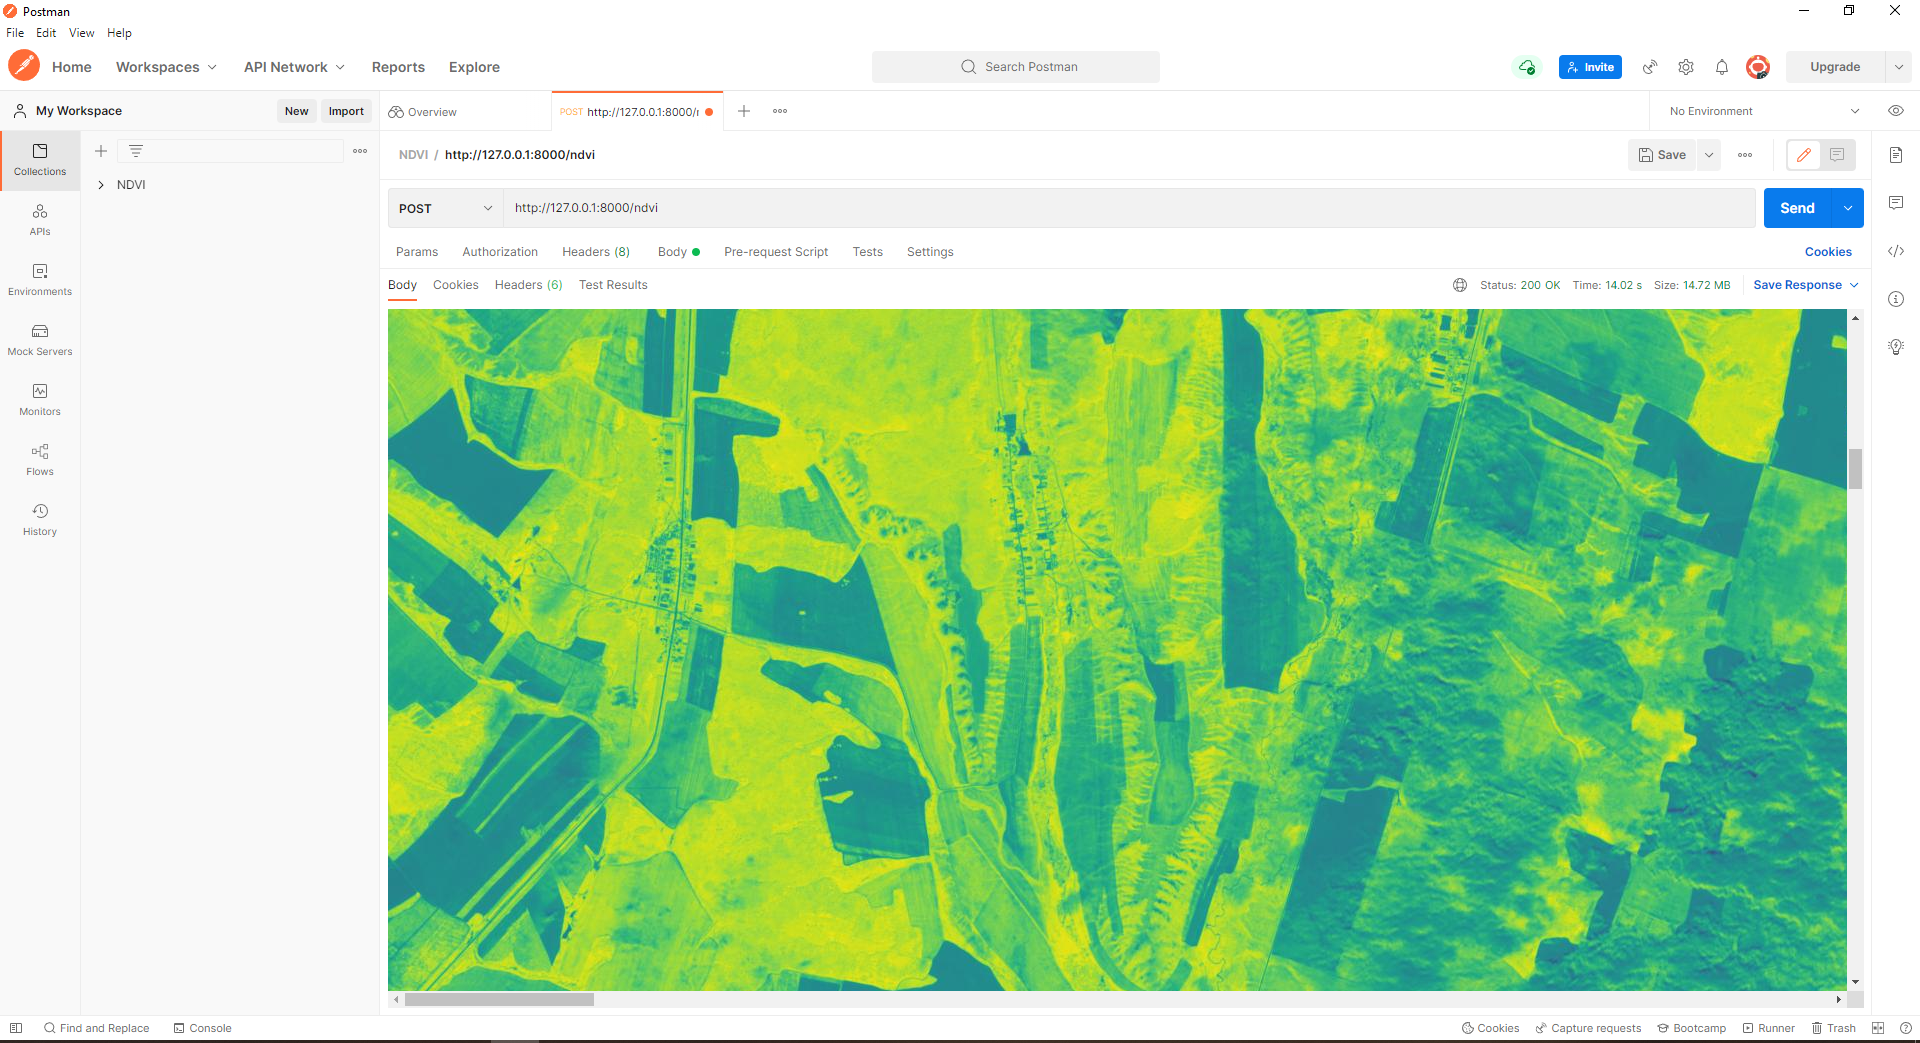 Postman
File Edit View Help
Home Workspaces API Network Reports Explore Search Postman Invite Upgrade
My Workspace New Import Overview POST http://127.0.0.1:8000/ No Environment
Collections
APIs
Environments
Mock Servers
Monitors
Flows
History
NDVI
NDVI / http://127.0.0.1:8000/ndvi Save
POST http://127.0.0.1:8000/ndvi Send
Params Authorization Headers (8) Body Pre-request Script Tests Settings Cookies
Body Cookies Headers (6) Test Results Status: 200 OK Time: 14.02 s Size: 14.72 MB Save Response
Find and Replace Console Cookies Capture requests Bootcamp Runner Trash